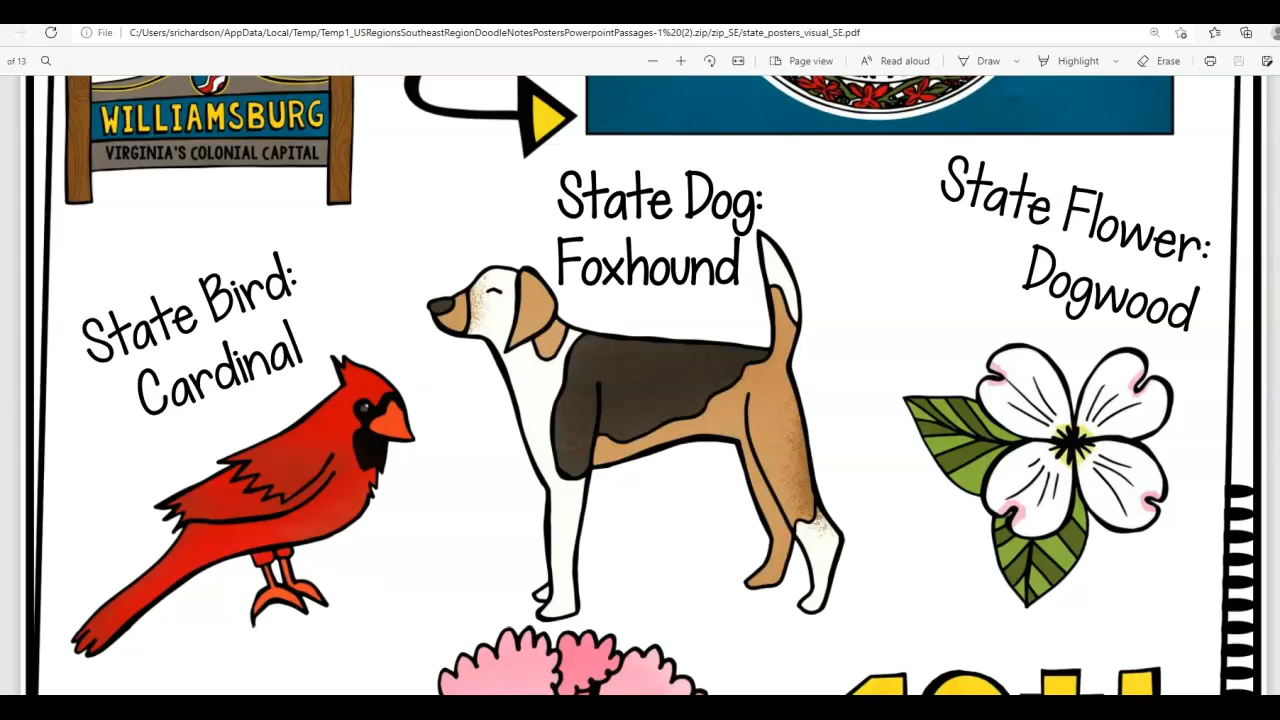 File
C:/Users/srichardson/AppData/Local/Temp/Temp1_USRegionsSoutheastRegionDoodleNotesPostersPowerpointPassages-1%20(2).zip/zip_SE/state_posters_visual_SE.pdf
of 13
Page view
Read aloud
Draw
Highlight
Erase
WILLIAMSBURG
VIRGINIA'S COLONIAL CAPITAL
State Dog:
Foxhound
State Flower:
Dogwood
State Bird:
Cardinal